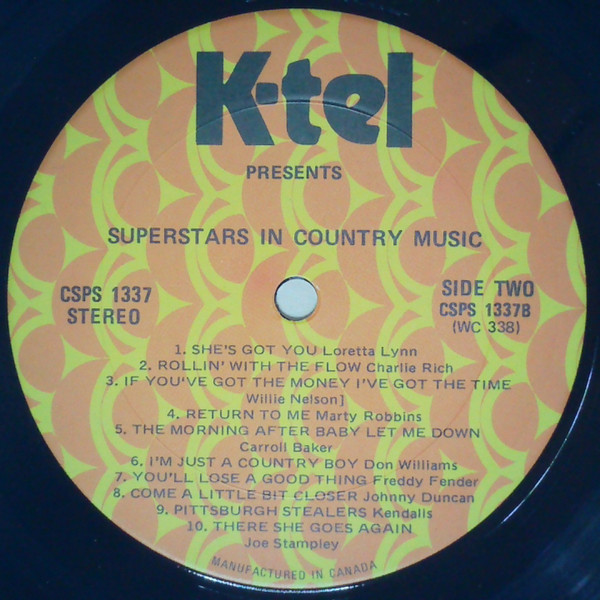 K-tel
PRESENTS
SUPERSTARS IN COUNTRY MUSIC
CSPS 1337
STEREO
SIDE TWO
CSPS 1337B
(WC 338)
1. SHE'S GOT YOU Loretta Lynn
2. ROLLIN' WITH THE FLOW Charlie Rich
3. IF YOU'VE GOT THE MONEY I'VE GOT THE TIME
Willie Nelson]
4. RETURN TO ME Marty Robbins
5. THE MORNING AFTER BABY LET ME DOWN
Carroll Baker
6. I'M JUST A COUNTRY BOY Don Williams
7. YOU'LL LOSE A GOOD THING Freddy Fender
8. COME A LITTLE BIT CLOSER Johnny Duncan
9. PITTSBURGH STEALERS Kendalls
10. THERE SHE GOES AGAIN
Joe Stampley
MANUFACTURED IN CANADA